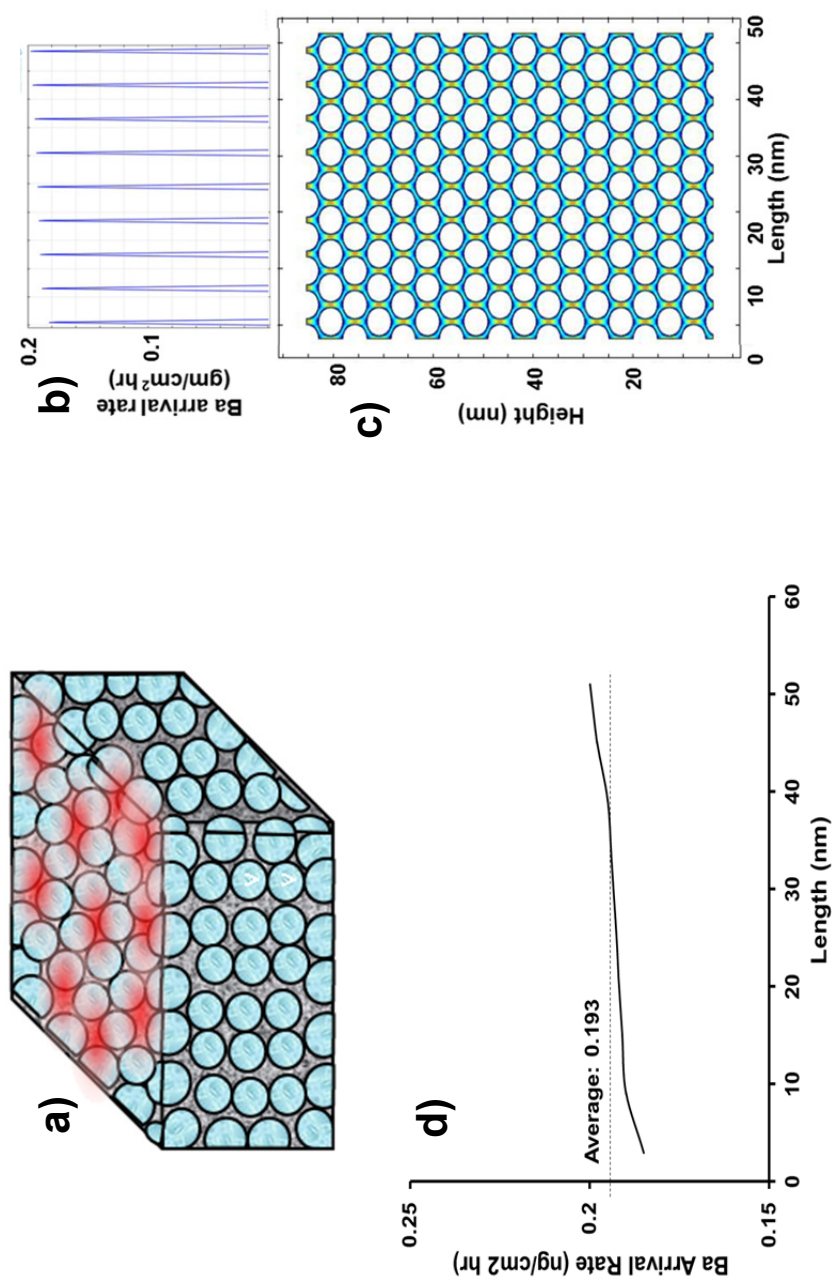 a)
b)
Ba arrival rate
(gm/cm² hr)
0.2
0.1
c)
Height (nm)
80
60
40
20
0 10 20 30 40 50
Length (nm)
d)
Ba Arrival Rate (ng/cm2 hr)
0.25
0.2
0.15
Average: 0.193
0 10 20 30 40 50 60
Length (nm)